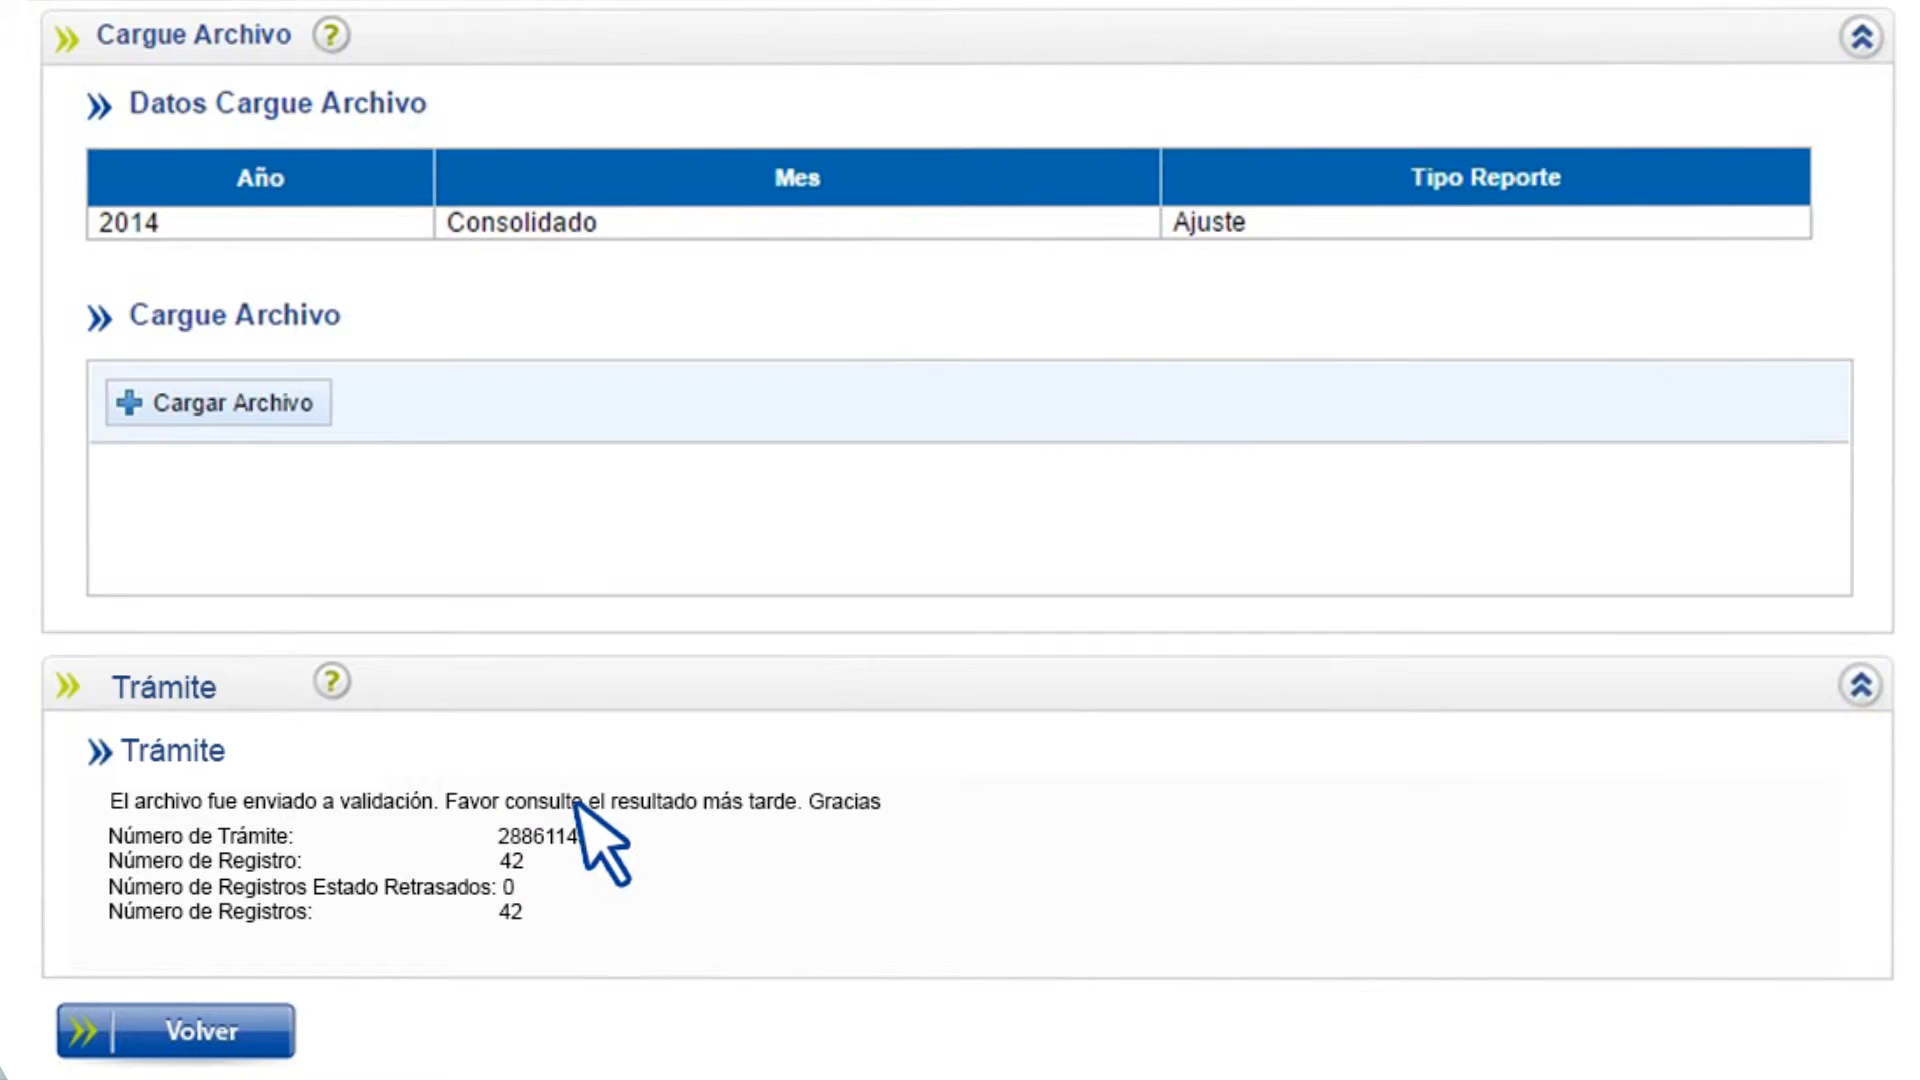 Cargue Archivo ?
Datos Cargue Archivo
Año Mes Tipo Reporte
2014 Consolidado Ajuste
Cargue Archivo
Cargar Archivo
Trámite ?
Trámite
El archivo fue enviado a validación. Favor consulte el resultado más tarde. Gracias
Número de Trámite:
Número de Registro: 42
Número de Registros Estado Retrasados: 0
Número de Registros: 42
Volver